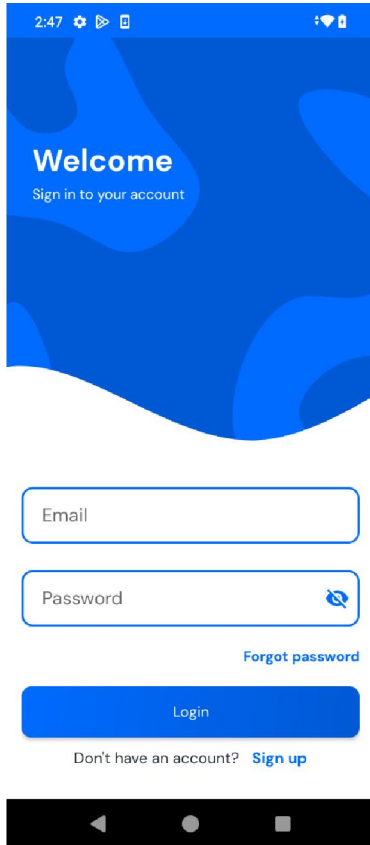 2:47
Welcome
Sign in to your account
Email
Password
Forgot password
Login
Don't have an account? Sign up